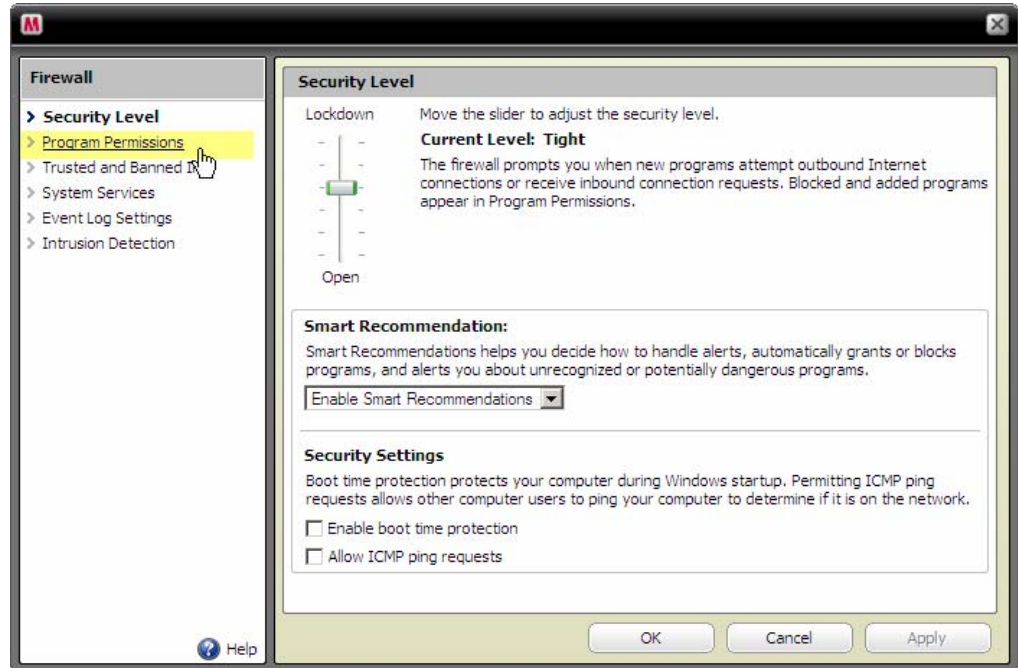 M
Firewall
Security Level
Program Permissions
Trusted and Banned
System Services
Event Log Settings
Intrusion Detection
Help
Security Level
Lockdown
Open
Move the slider to adjust the security level.
Current Level: Tight
The firewall prompts you when new programs attempt outbound Internet
connections or receive inbound connection requests. Blocked and added programs
appear in Program Permissions.
Smart Recommendation:
Smart Recommendations helps you decide how to handle alerts, automatically grants or blocks
programs, and alerts you about unrecognized or potentially dangerous programs.
Enable Smart Recommendations
Security Settings
Boot time protection protects your computer during Windows startup. Permitting ICMP ping
requests allows other computer users to ping your computer to determine if it is on the network.
Enable boot time protection
Allow ICMP ping requests
OK
Cancel
Apply